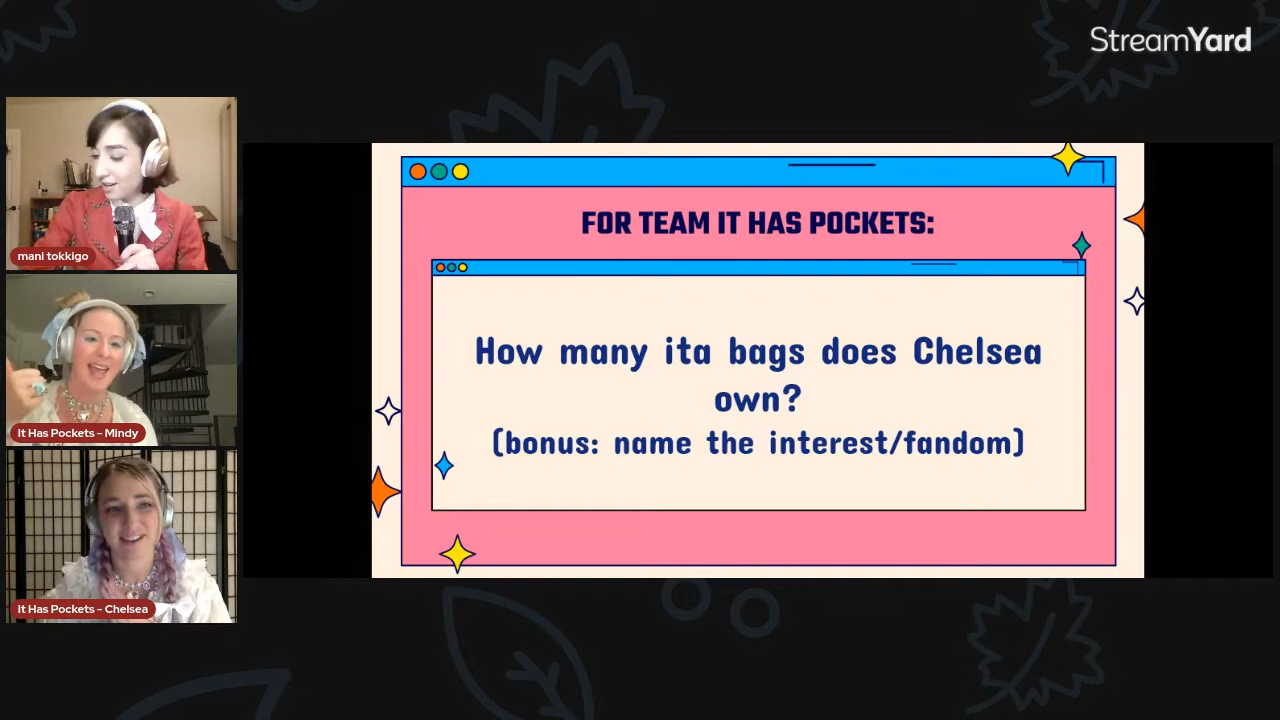 StreamYard
mani tokkigo
It Has Pockets - Mindy
It Has Pockets - Chelsea
FOR TEAM IT HAS POCKETS:
How many ita bags does Chelsea
own?
(bonus: name the interest/fandom)